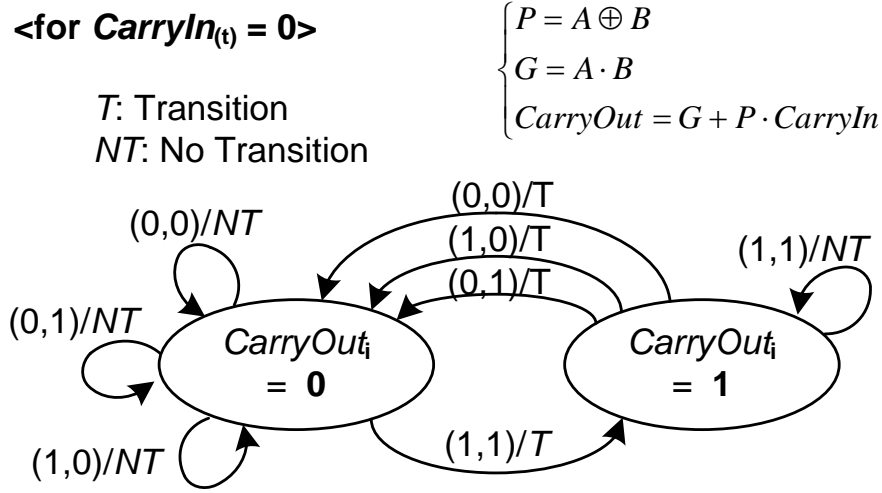 <for CarryIn(t) = 0>
P = A ⊕ B
G = A · B
CarryOut = G + P · CarryIn
T: Transition
NT: No Transition
(0,0)/T
(0,0)/NT
(1,0)/T
(1,1)/NT
(0,1)/T
(0,1)/NT
CarryOuti
= 0
CarryOuti
= 1
(1,1)/T
(1,0)/NT